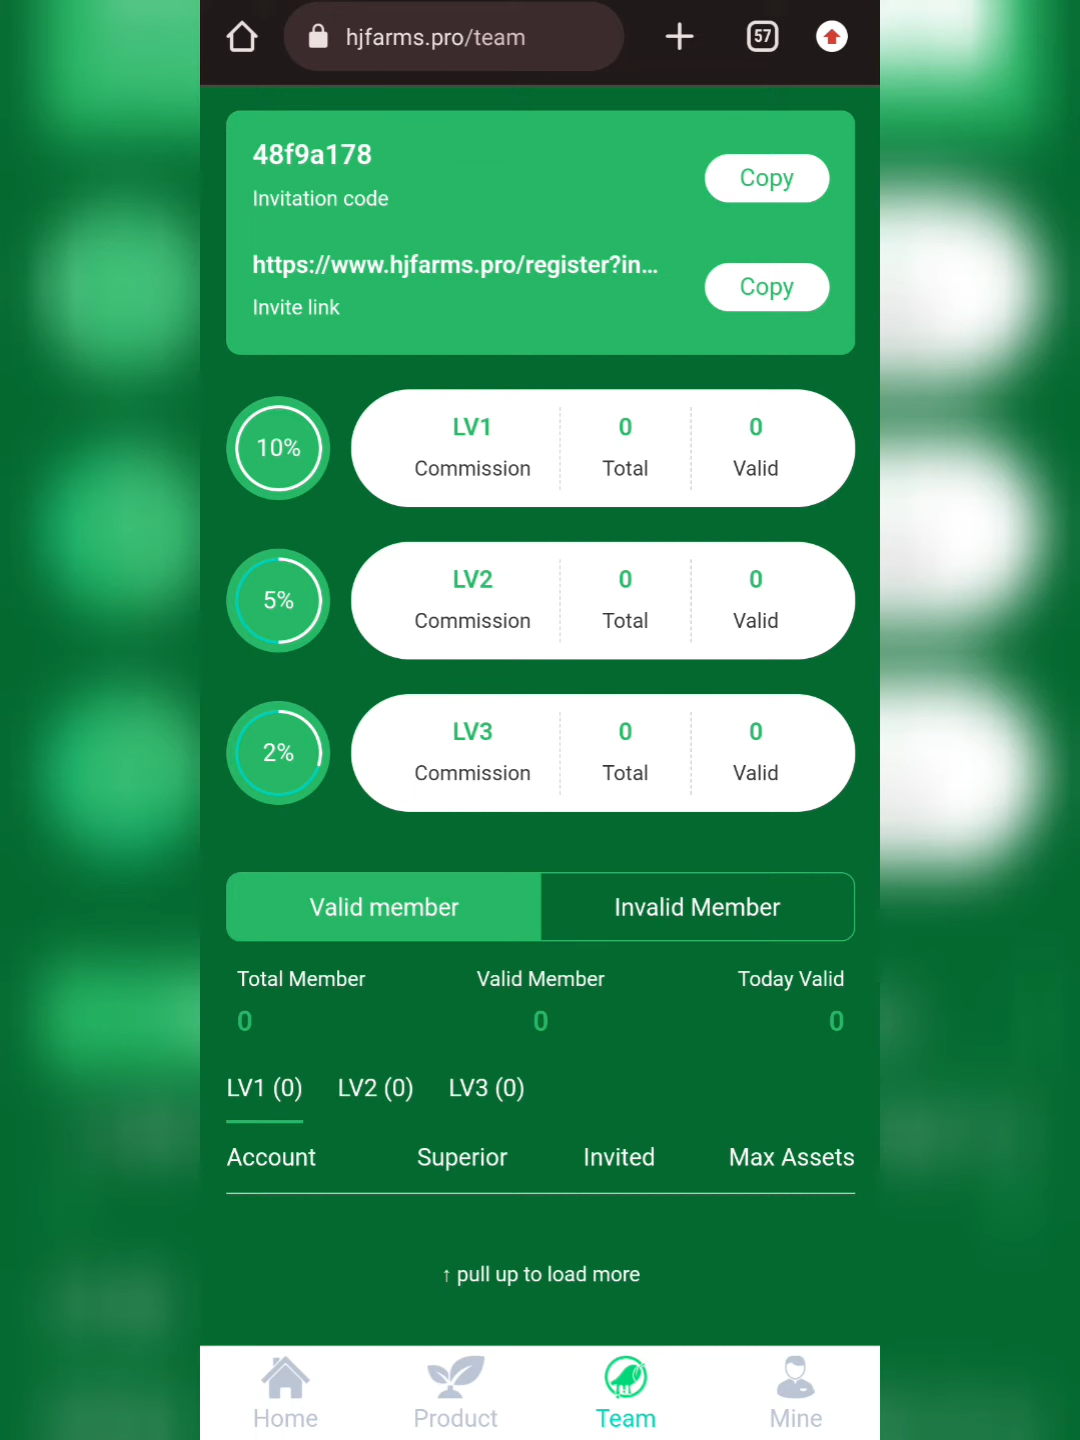 hjfarms.pro/team
57
48f9a178
Copy
Invitation code
https://www.hjfarms.pro/register?in...
Copy
Invite link
10%
LV1
0
0
Commission
Total
Valid
5%
LV2
0
0
Commission
Total
Valid
2%
LV3
0
0
Commission
Total
Valid
Valid member
Invalid Member
Total Member
Valid Member
Today Valid
0
0
0
LV1 (0)
LV2 (0)
LV3 (0)
Account
Superior
Invited
Max Assets
↑ pull up to load more
Home
Product
Team
Mine